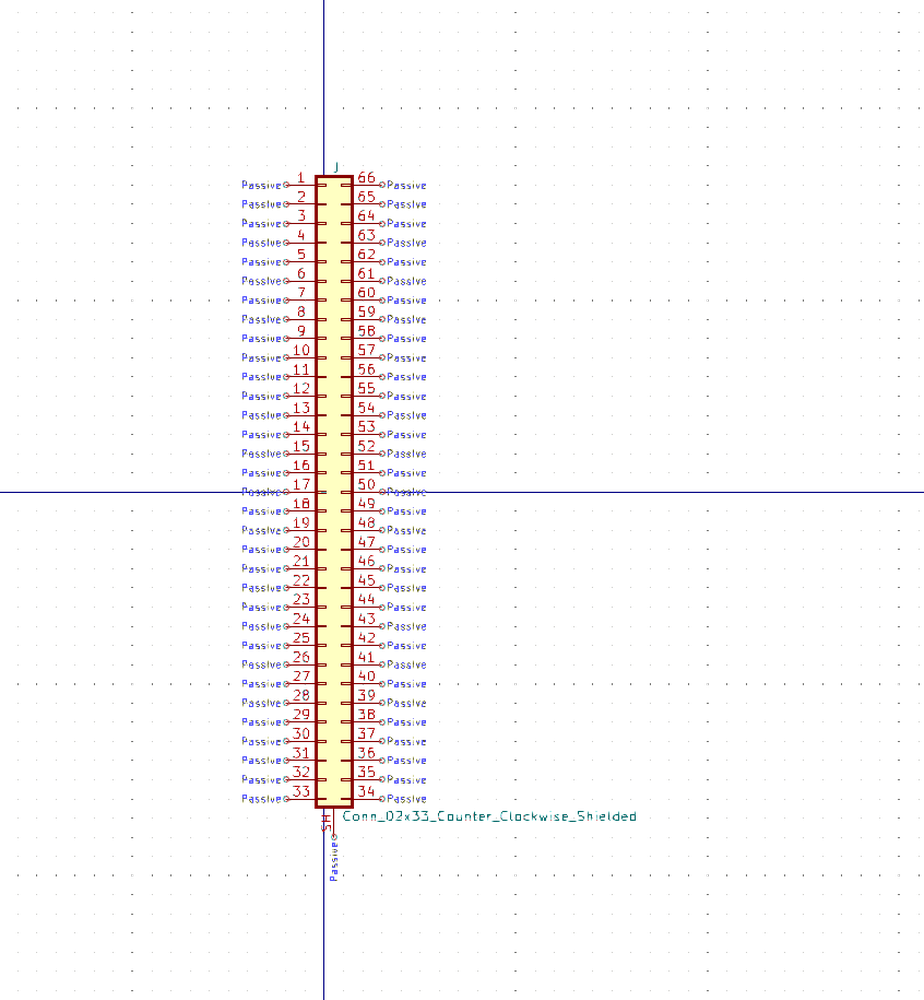 J
Passive 1 66 Passive
Passive 2 65 Passive
Passive 3 64 Passive
Passive 4 63 Passive
Passive 5 62 Passive
Passive 6 61 Passive
Passive 7 60 Passive
Passive 8 59 Passive
Passive 9 58 Passive
Passive 10 57 Passive
Passive 11 56 Passive
Passive 12 55 Passive
Passive 13 54 Passive
Passive 14 53 Passive
Passive 15 52 Passive
Passive 16 51 Passive
Passive 17 50 Passive
Passive 18 49 Passive
Passive 19 48 Passive
Passive 20 47 Passive
Passive 21 46 Passive
Passive 22 45 Passive
Passive 23 44 Passive
Passive 24 43 Passive
Passive 25 42 Passive
Passive 26 41 Passive
Passive 27 40 Passive
Passive 28 39 Passive
Passive 29 38 Passive
Passive 30 37 Passive
Passive 31 36 Passive
Passive 32 35 Passive
Passive 33 34 Passive
SH Conn_02x33_Counter_Clockwise_Shielded
Passive